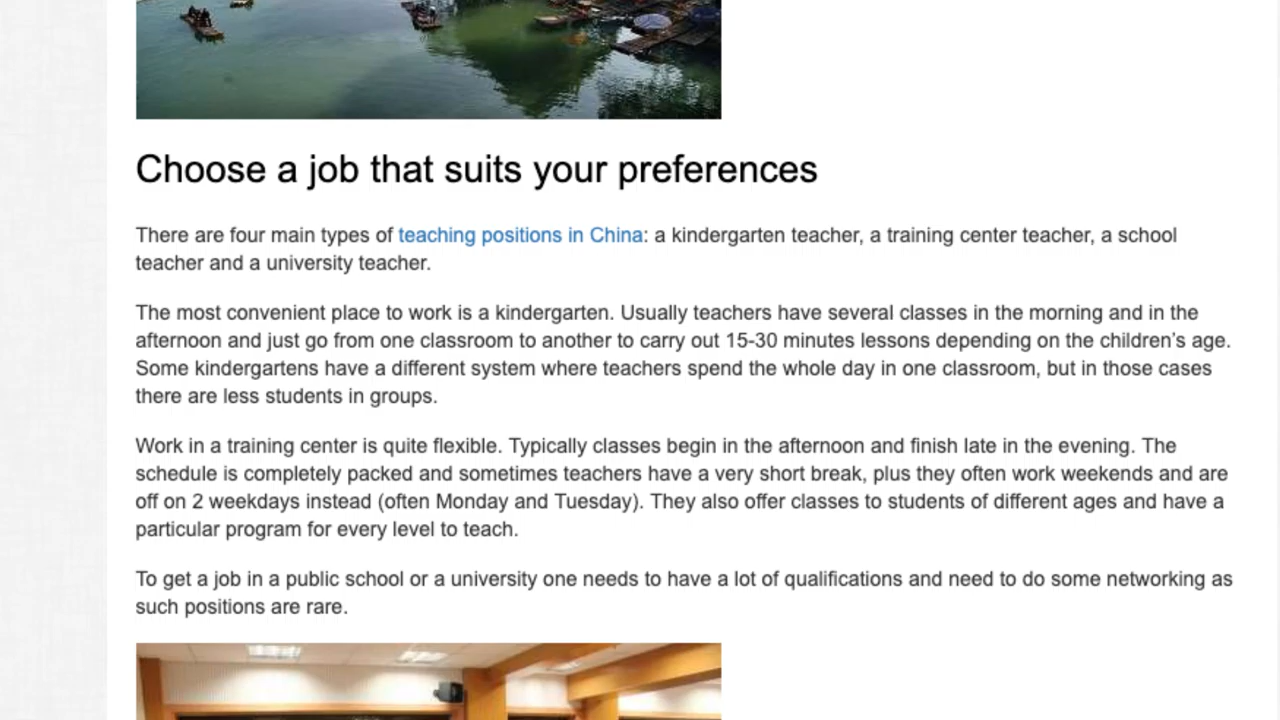 Choose a job that suits your preferences
There are four main types of teaching positions in China: a kindergarten teacher, a training center teacher, a school
teacher and a university teacher.
The most convenient place to work is a kindergarten. Usually teachers have several classes in the morning and in the
afternoon and just go from one classroom to another to carry out 15-30 minutes lessons depending on the children’s age.
Some kindergartens have a different system where teachers spend the whole day in one classroom, but in those cases
there are less students in groups.
Work in a training center is quite flexible. Typically classes begin in the afternoon and finish late in the evening. The
schedule is completely packed and sometimes teachers have a very short break, plus they often work weekends and are
off on 2 weekdays instead (often Monday and Tuesday). They also offer classes to students of different ages and have a
particular program for every level to teach.
To get a job in a public school or a university one needs to have a lot of qualifications and need to do some networking as
such positions are rare.